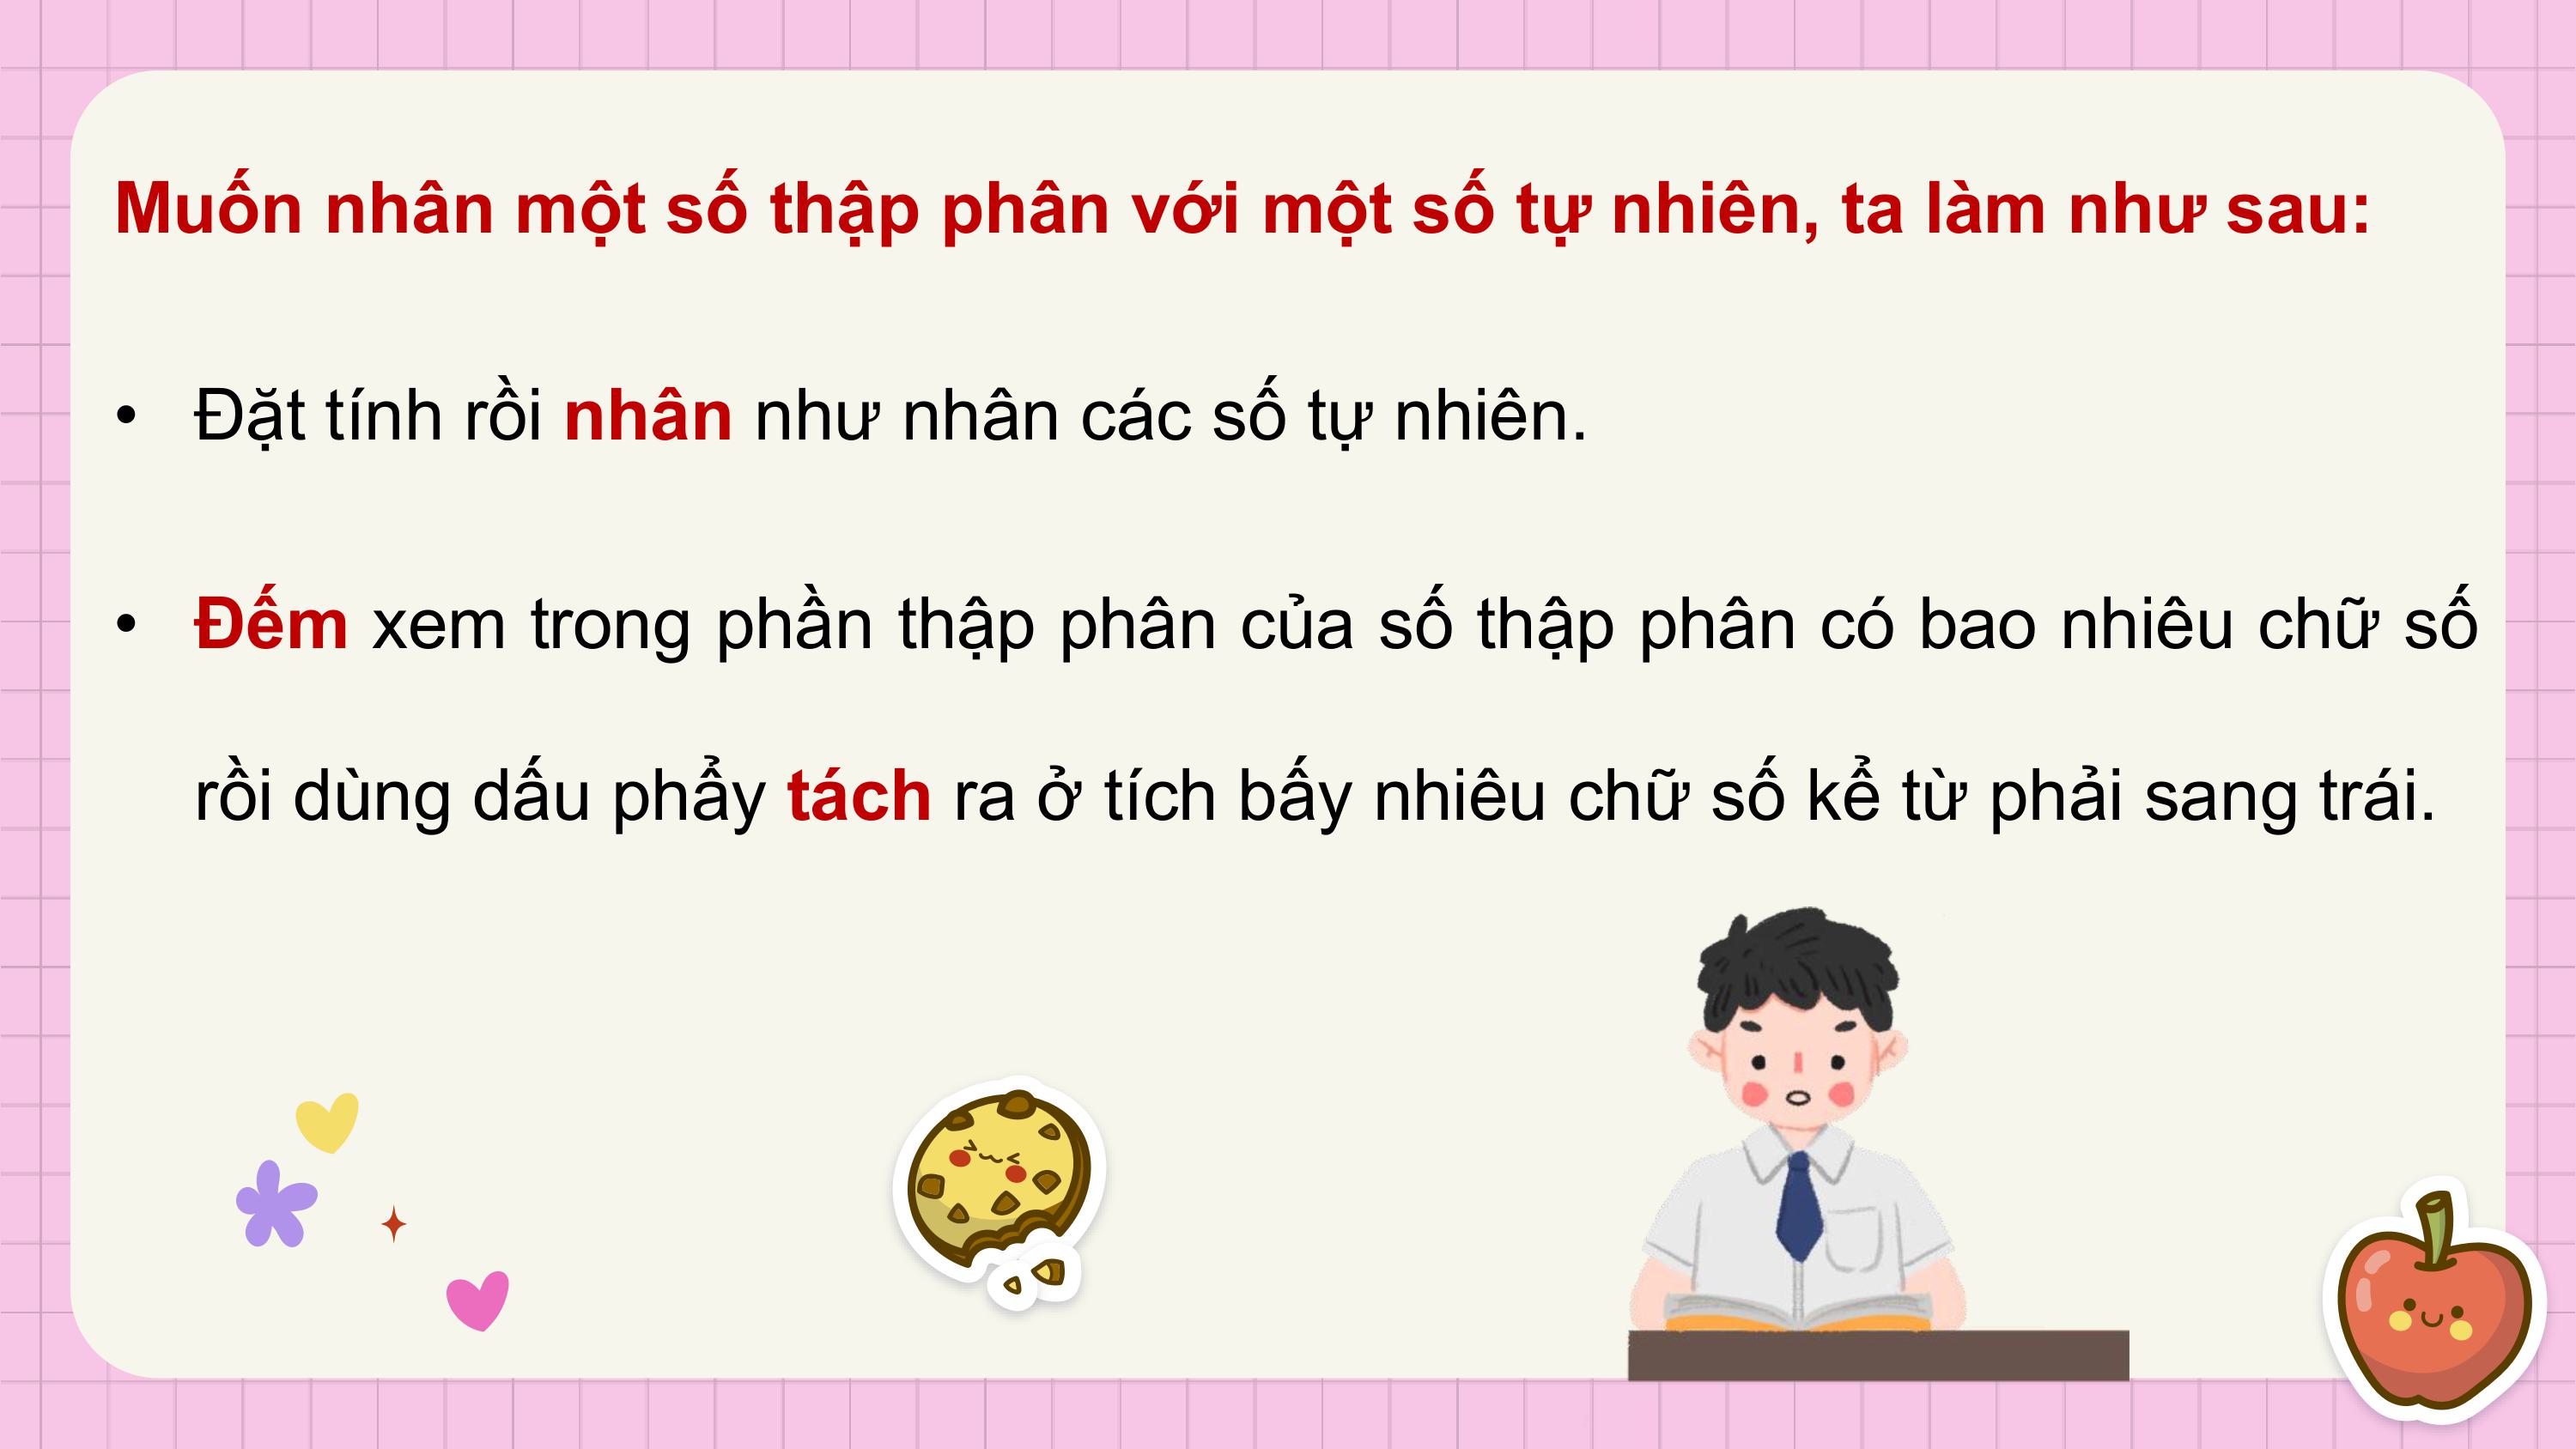 Muốn nhân một số thập phân với một số tự nhiên, ta làm như sau:
• Đặt tính rồi nhân như nhân các số tự nhiên.
• Đếm xem trong phần thập phân của số thập phân có bao nhiêu chữ số
rồi dùng dấu phẩy tách ra ở tích bấy nhiêu chữ số kể từ phải sang trái.